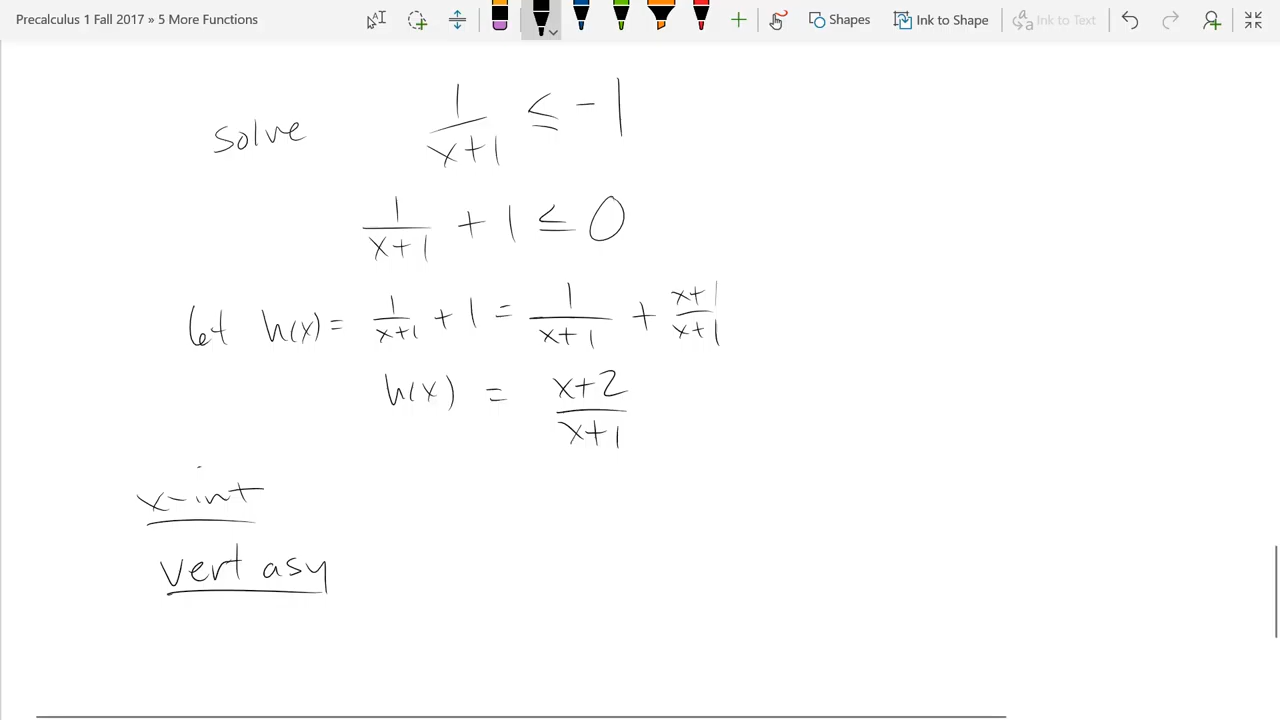 Precalculus 1 Fall 2017 » 5 More Functions
Shapes Ink to Shape Ink to Text
solve 1/(x+1) ≤ -1
1/(x+1) + 1 ≤ 0
let h(x) = 1/(x+1) + 1 = 1/(x+1) + (x+1)/(x+1)
h(x) = (x+2)/(x+1)
x-int
vert asy